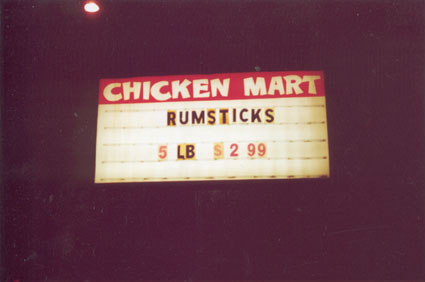 CHICKEN MART
RUMSTICKS
5 LB $ 2 99